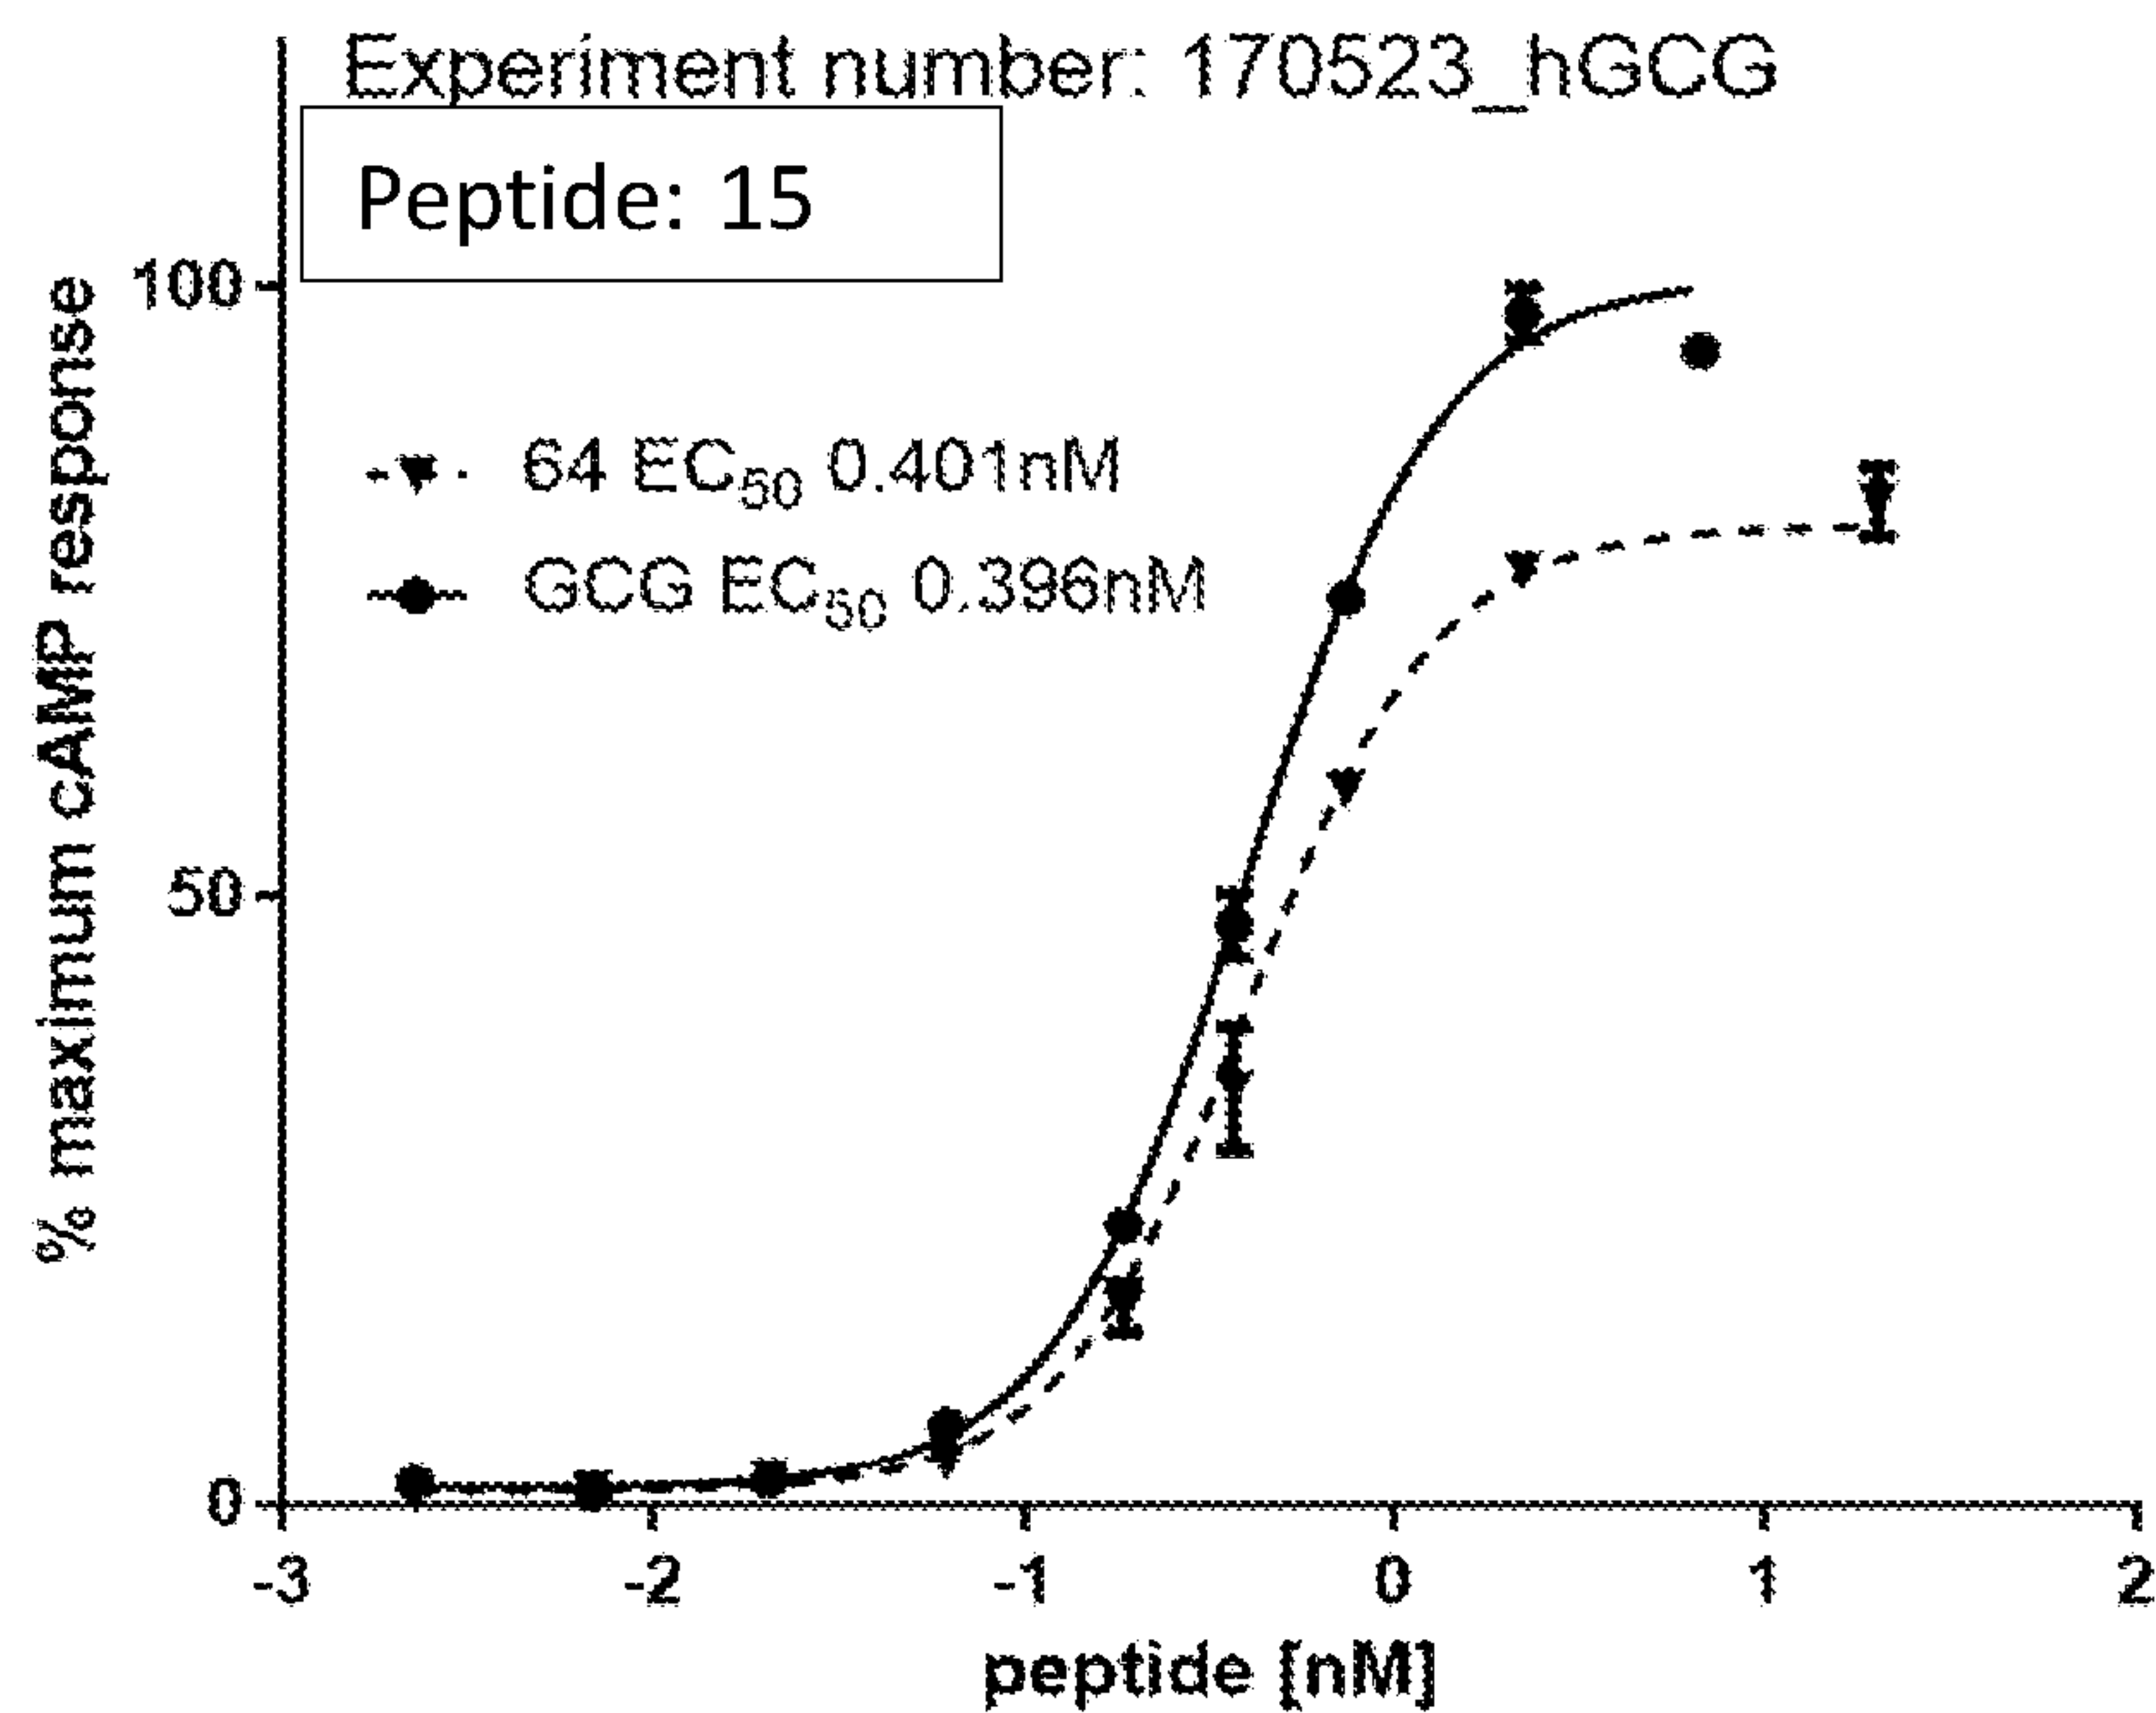 Experiment number: 170523_hGCG
Peptide: 15
% maximum cAMP response
100
50
0
64 EC₅₀ 0.401nM
GCG EC₅₀ 0.396nM
-3
-2
-1
0
1
2
peptide [nM]